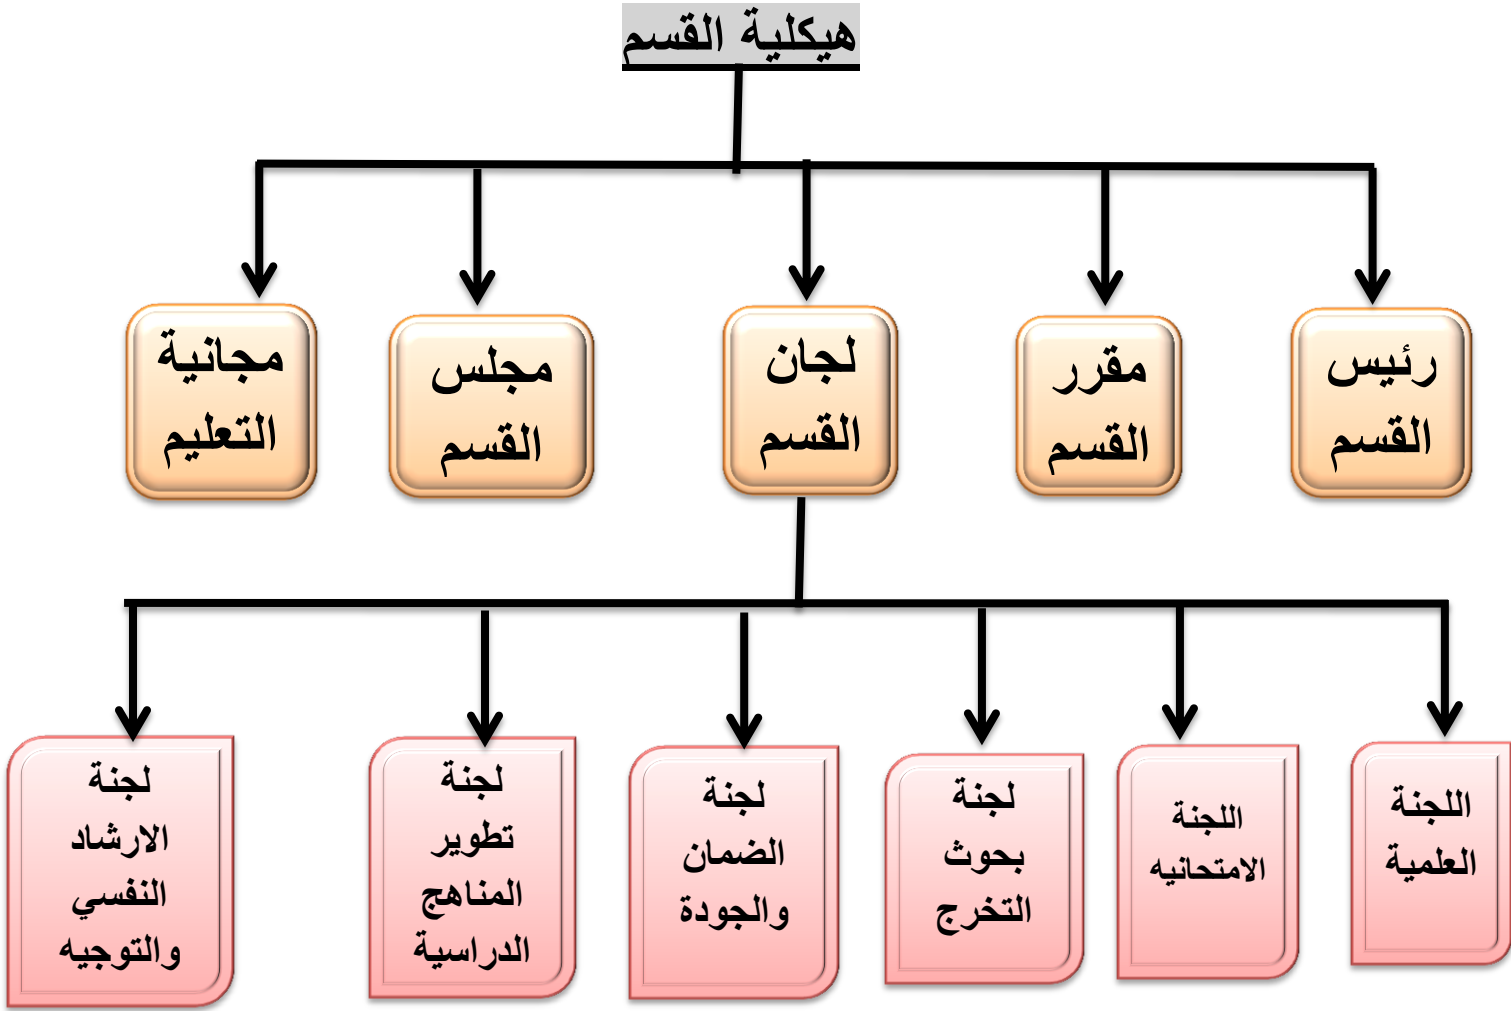 هيكلية القسم
رئيس
القسم
مقرر
القسم
لجان
القسم
مجلس
القسم
مجانية
التعليم
اللجنة
العلمية
اللجنة
الامتحانيه
لجنة
بحوث
التخرج
لجنة
الضمان
والجودة
لجنة
تطوير
المناهج
الدراسية
لجنة
الارشاد
النفسي
والتوجيه